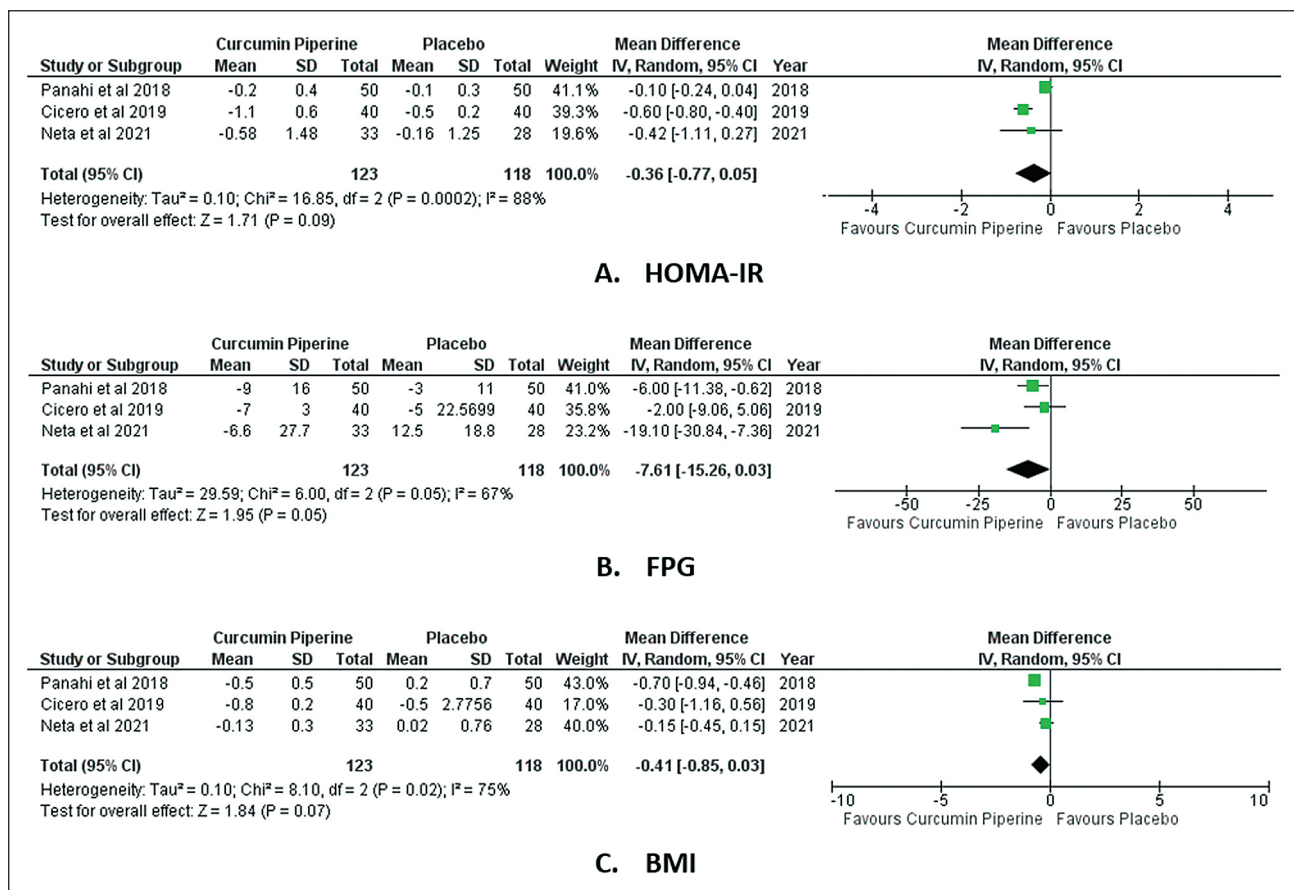 Curcumin Piperine Placebo Mean Difference Mean Difference
Study or Subgroup Mean SD Total Mean SD Total Weight IV, Random, 95% CI Year IV, Random, 95% CI
Panahi et al 2018 -0.2 0.4 50 -0.1 0.3 50 41.1% -0.10 [-0.24, 0.04] 2018
Cicero et al 2019 -1.1 0.6 40 -0.5 0.2 40 39.3% -0.60 [-0.80, -0.40] 2019
Neta et al 2021 -0.58 1.48 33 -0.16 1.25 28 19.6% -0.42 [-1.11, 0.27] 2021
Total (95% CI) 123 118 100.0% -0.36 [-0.77, 0.05]
Heterogeneity: Tau² = 0.10; Chi² = 16.85, df = 2 (P = 0.0002); I² = 88%
Test for overall effect: Z = 1.71 (P = 0.09)
-4 -2 0 2 4
Favours Curcumin Piperine Favours Placebo
A. HOMA-IR
Curcumin Piperine Placebo Mean Difference Mean Difference
Study or Subgroup Mean SD Total Mean SD Total Weight IV, Random, 95% CI Year IV, Random, 95% CI
Panahi et al 2018 -9 16 50 -3 11 50 41.0% -6.00 [-11.38, -0.62] 2018
Cicero et al 2019 -7 3 40 -5 22.5699 40 35.8% -2.00 [-9.06, 5.06] 2019
Neta et al 2021 -6.6 27.7 33 12.5 18.8 28 23.2% -19.10 [-30.84, -7.36] 2021
Total (95% CI) 123 118 100.0% -7.61 [-15.26, 0.03]
Heterogeneity: Tau² = 29.59; Chi² = 6.00, df = 2 (P = 0.05); I² = 67%
Test for overall effect: Z = 1.95 (P = 0.05)
-50 -25 0 25 50
Favours Curcumin Piperine Favours Placebo
B. FPG
Curcumin Piperine Placebo Mean Difference Mean Difference
Study or Subgroup Mean SD Total Mean SD Total Weight IV, Random, 95% CI Year IV, Random, 95% CI
Panahi et al 2018 -0.5 0.5 50 0.2 0.7 50 43.0% -0.70 [-0.94, -0.46] 2018
Cicero et al 2019 -0.8 0.2 40 -0.5 2.7756 40 17.0% -0.30 [-1.16, 0.56] 2019
Neta et al 2021 -0.13 0.3 33 0.02 0.76 28 40.0% -0.15 [-0.45, 0.15] 2021
Total (95% CI) 123 118 100.0% -0.41 [-0.85, 0.03]
Heterogeneity: Tau² = 0.10; Chi² = 8.10, df = 2 (P = 0.02); I² = 75%
Test for overall effect: Z = 1.84 (P = 0.07)
-10 -5 0 5 10
Favours Curcumin Piperine Favours Placebo
C. BMI